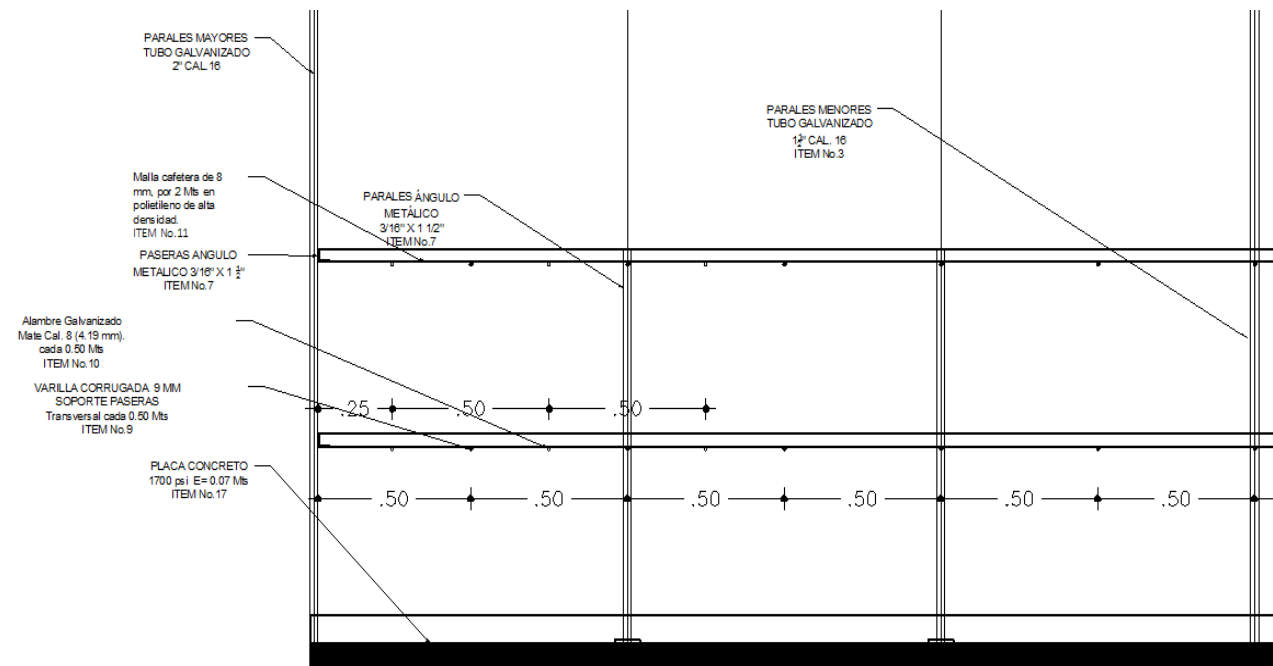 PARALES MAYORES
TUBO GALVANIZADO
2" CAL.16
PARALES MENORES
TUBO GALVANIZADO
1½" CAL. 16
ITEM No.3
Malla cafetera de 8
mm, por 2 Mts en
polietileno de alta
densidad.
ITEM No.11
PARALES ÁNGULO
METÁLICO
3/16" X 1 1/2"
ITEM No.7
PASERAS ANGULO
METALICO 3/16" X 1 ½"
ITEM No.7
Alambre Galvanizado
Mate Cal. 8 (4.19 mm).
cada 0.50 Mts
ITEM No.10
VARILLA CORRUGADA 9 MM
SOPORTE PASERAS
Transversal cada 0.50 Mts
ITEM No.9
.25 .50 .50
PLACA CONCRETO
1700 psi E= 0.07 Mts
ITEM No.17
.50 .50 .50 .50 .50 .50